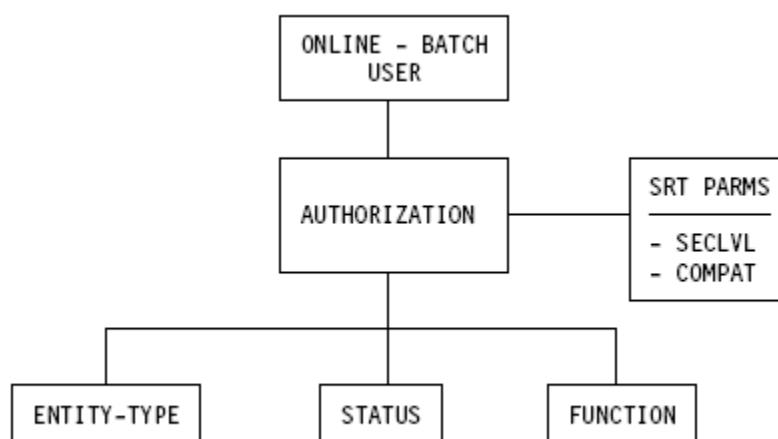 ONLINE - BATCH
USER
AUTHORIZATION
SRT PARMS
- SECLVL
- COMPAT
ENTITY-TYPE
STATUS
FUNCTION